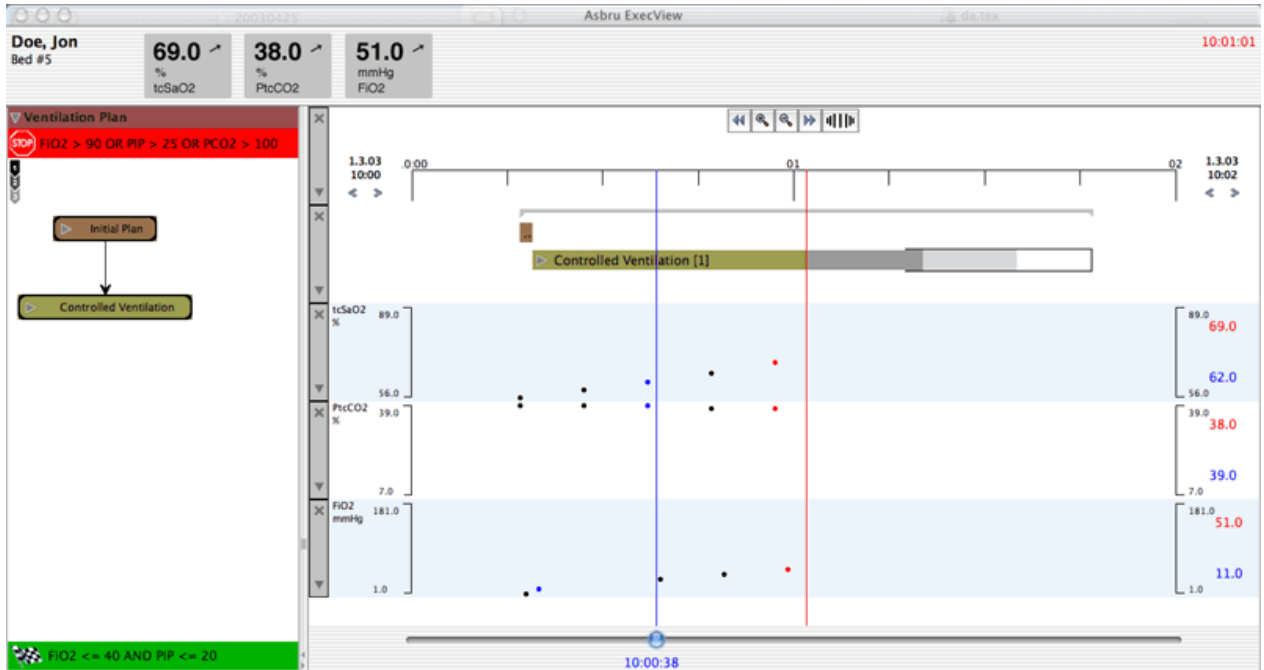 20030425
Asbru ExecView
da.tex
Doe, Jon
Bed #5
69.0
%
tcSaO2
38.0
%
PtcCO2
51.0
mmHg
FiO2
10:01:01
Ventilation Plan
STOP FiO2 > 90 OR PIP > 25 OR PCO2 > 100
1
2
3
Initial Plan
Controlled Ventilation
FiO2 <= 40 AND PIP <= 20
1.3.03
10:00
.0:00
01
02
1.3.03
10:02
..
Controlled Ventilation [1]
tcSaO2
%
89.0
56.0
89.0
69.0
62.0
56.0
PtcCO2
%
39.0
7.0
39.0
38.0
39.0
7.0
FiO2
mmHg
181.0
1.0
181.0
51.0
11.0
1.0
10:00:38